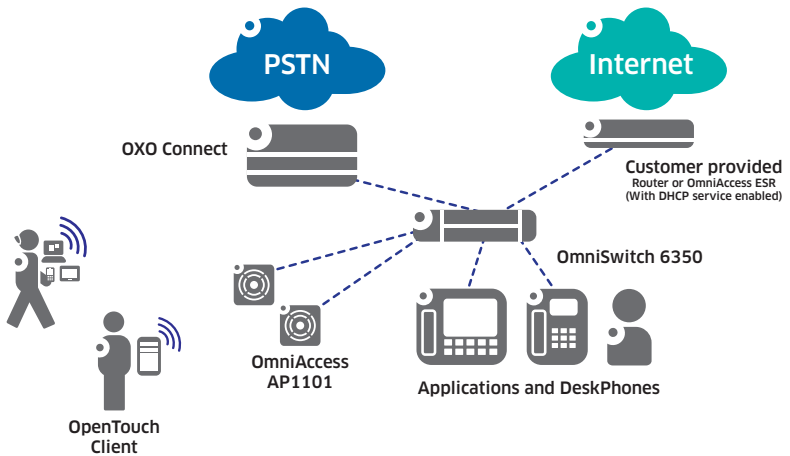 PSTN
Internet
OXO Connect
Customer provided
Router or OmniAccess ESR
(With DHCP service enabled)
OmniSwitch 6350
OmniAccess
AP1101
Applications and DeskPhones
OpenTouch
Client